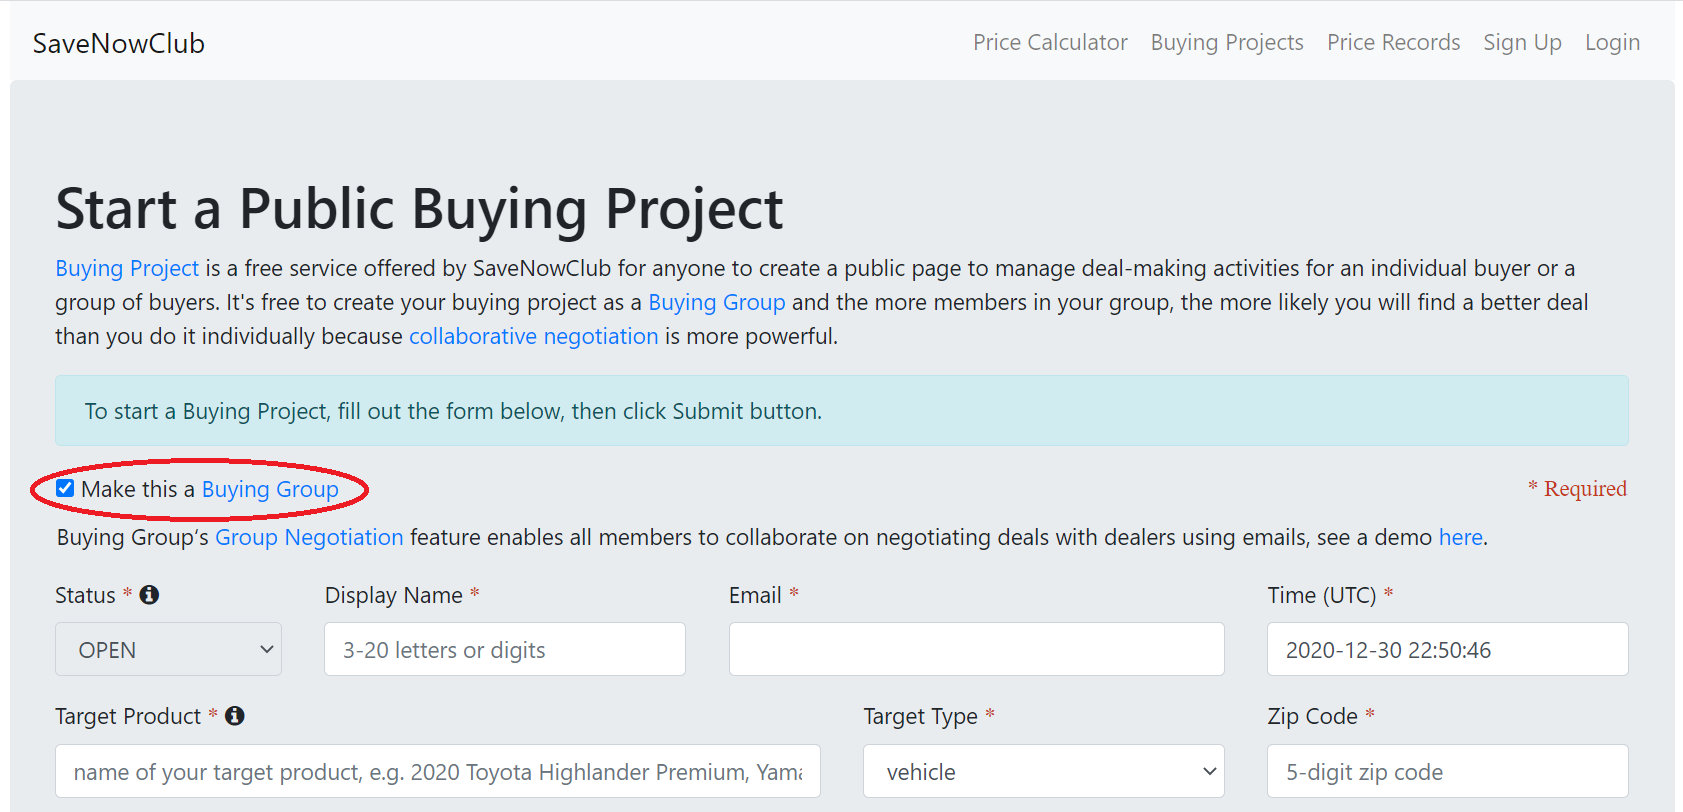 SaveNowClub Price Calculator Buying Projects Price Records Sign Up Login
Start a Public Buying Project
Buying Project is a free service offered by SaveNowClub for anyone to create a public page to manage deal-making activities for an individual buyer or a
group of buyers. It's free to create your buying project as a Buying Group and the more members in your group, the more likely you will find a better deal
than you do it individually because collaborative negotiation is more powerful.
To start a Buying Project, fill out the form below, then click Submit button.
Make this a Buying Group * Required
Buying Group’s Group Negotiation feature enables all members to collaborate on negotiating deals with dealers using emails, see a demo here.
Status * Display Name * Email * Time (UTC) *
OPEN 3-20 letters or digits 2020-12-30 22:50:46
Target Product * Target Type * Zip Code *
name of your target product, e.g. 2020 Toyota Highlander Premium, Yama vehicle 5-digit zip code